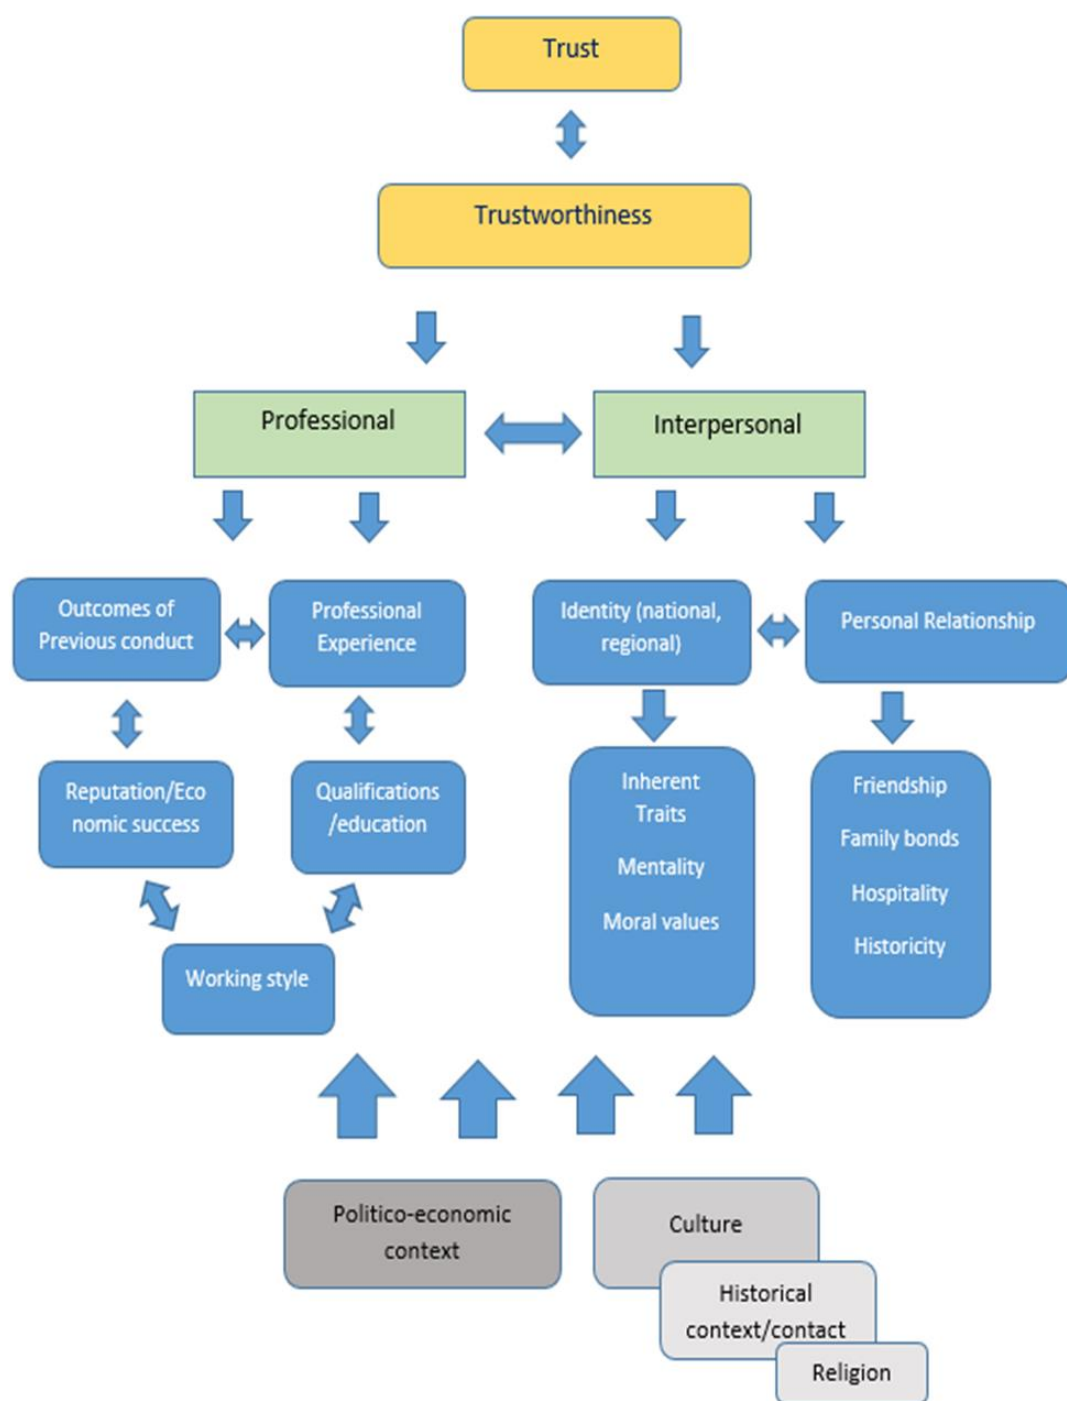 Trust
Trustworthiness
Professional
Interpersonal
Outcomes of
Previous conduct
Professional
Experience
Identity (national,
regional)
Personal Relationship
Reputation/Eco
nomic success
Qualifications
/education
Inherent
Traits
Mentality
Moral values
Friendship
Family bonds
Hospitality
Historicity
Working style
Politico-economic
context
Culture
Historical
context/contact
Religion